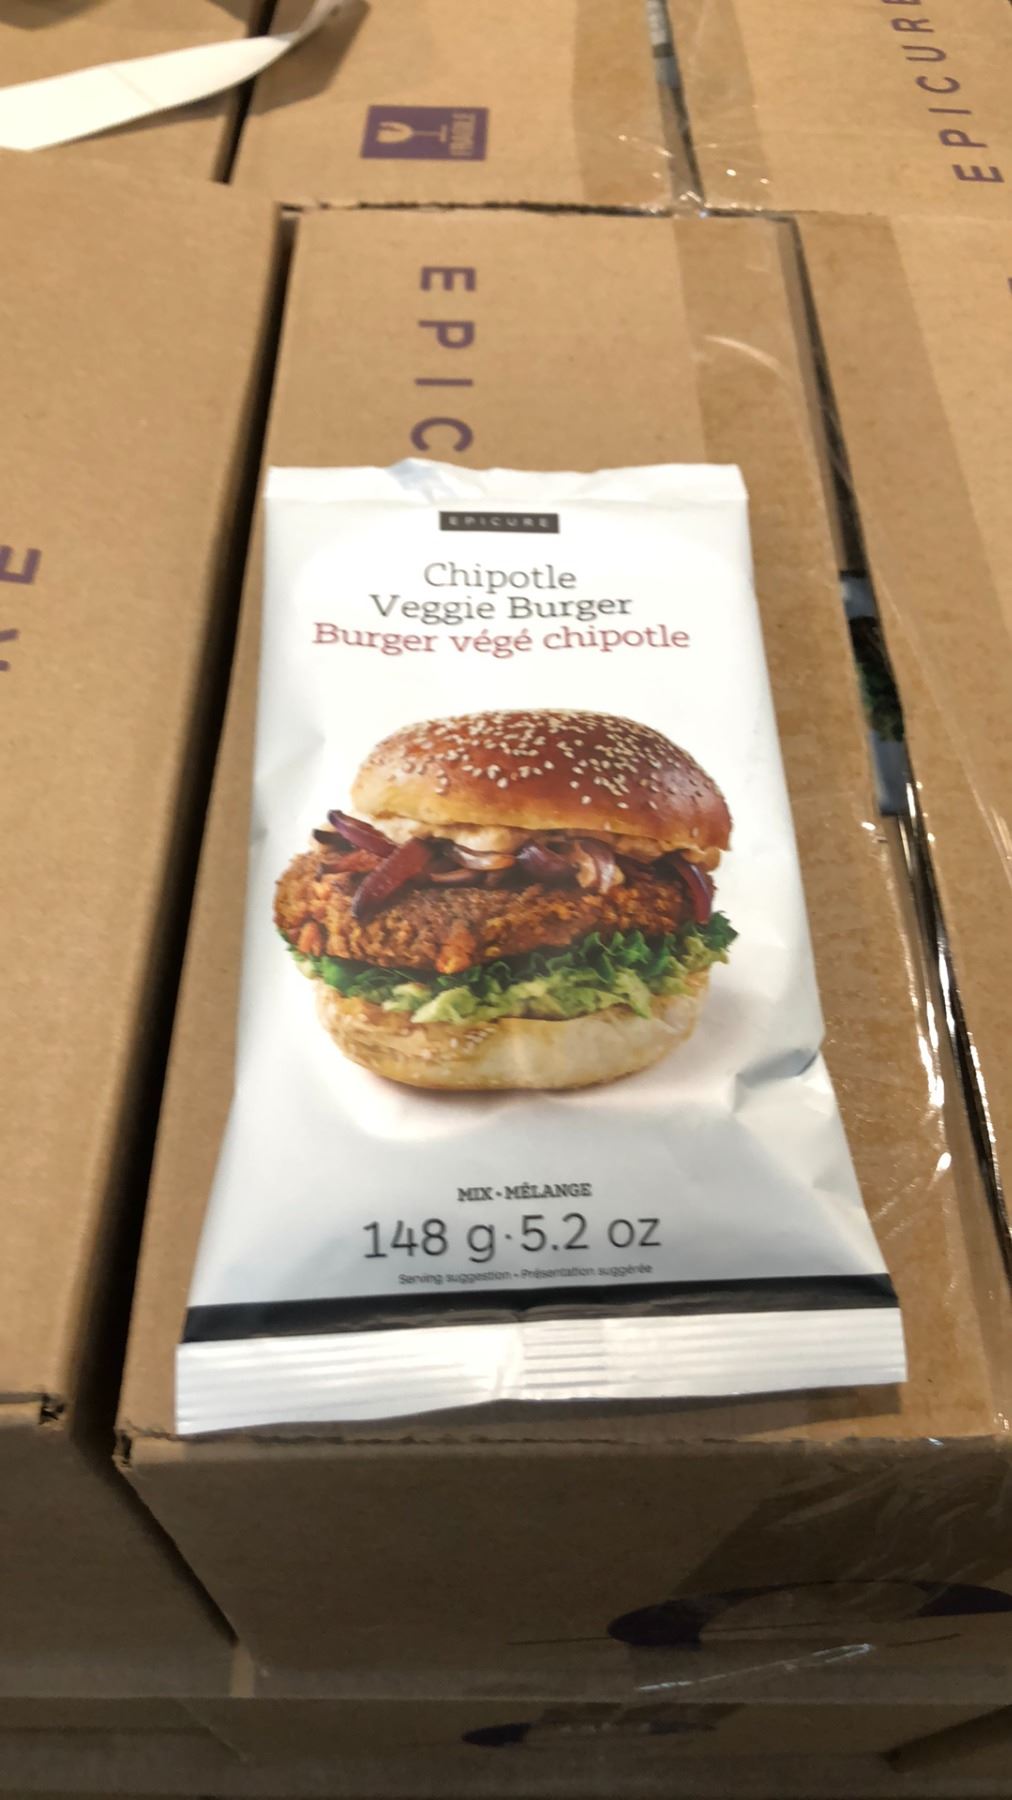 FRAGILE
EPICURE
EPIC
EPICURE
Chipotle
Veggie Burger
Burger végé chipotle
MIX • MÉLANGE
148 g · 5.2 oz
Serving suggestion • Présentation suggérée